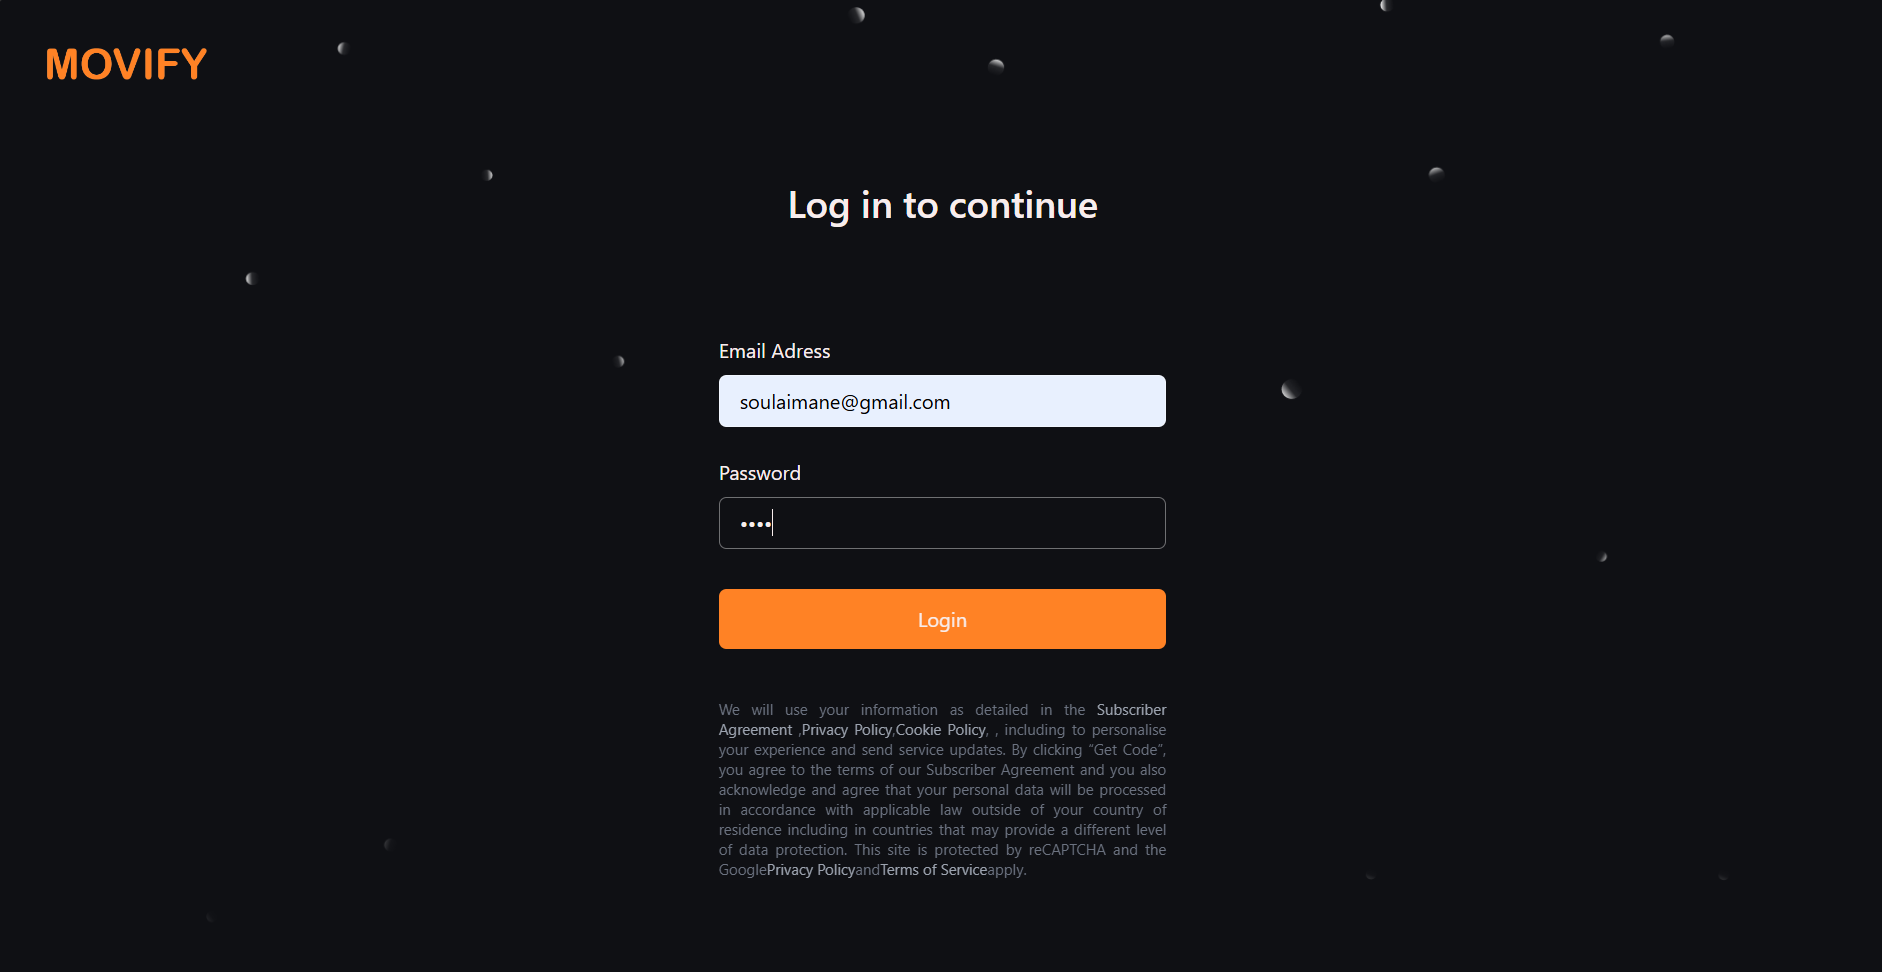 MOVIFY
Log in to continue
Email Adress
soulaimane@gmail.com
Password
••••
Login
We will use your information as detailed in the Subscriber
Agreement ,Privacy Policy,Cookie Policy, , including to personalise
your experience and send service updates. By clicking “Get Code”,
you agree to the terms of our Subscriber Agreement and you also
acknowledge and agree that your personal data will be processed
in accordance with applicable law outside of your country of
residence including in countries that may provide a different level
of data protection. This site is protected by reCAPTCHA and the
GooglePrivacy PolicyandTerms of Serviceapply.